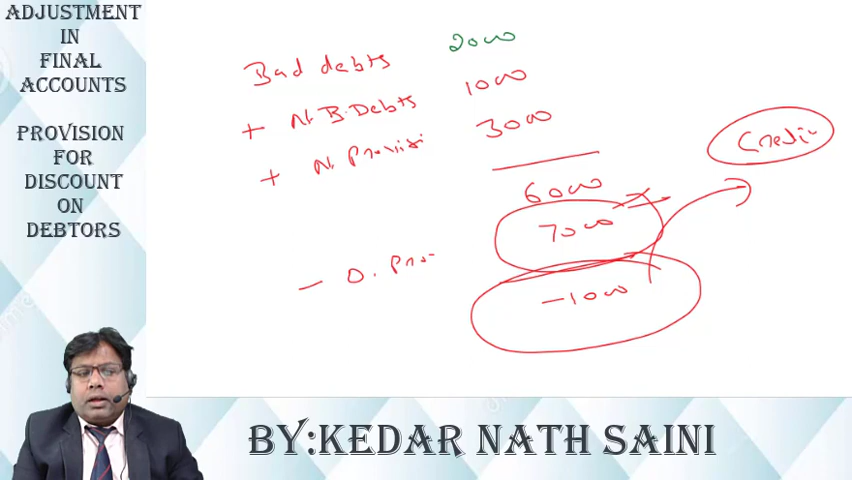 ADJUSTMENT
IN
FINAL
ACCOUNTS
PROVISION
FOR
DISCOUNT
ON
DEBTORS
Bad debts 2000
+ N. B. Debts 1000
+ N. Provisi 3000
6000
7000
- O. Pro
-1000
Credit
BY:KEDAR NATH SAINI